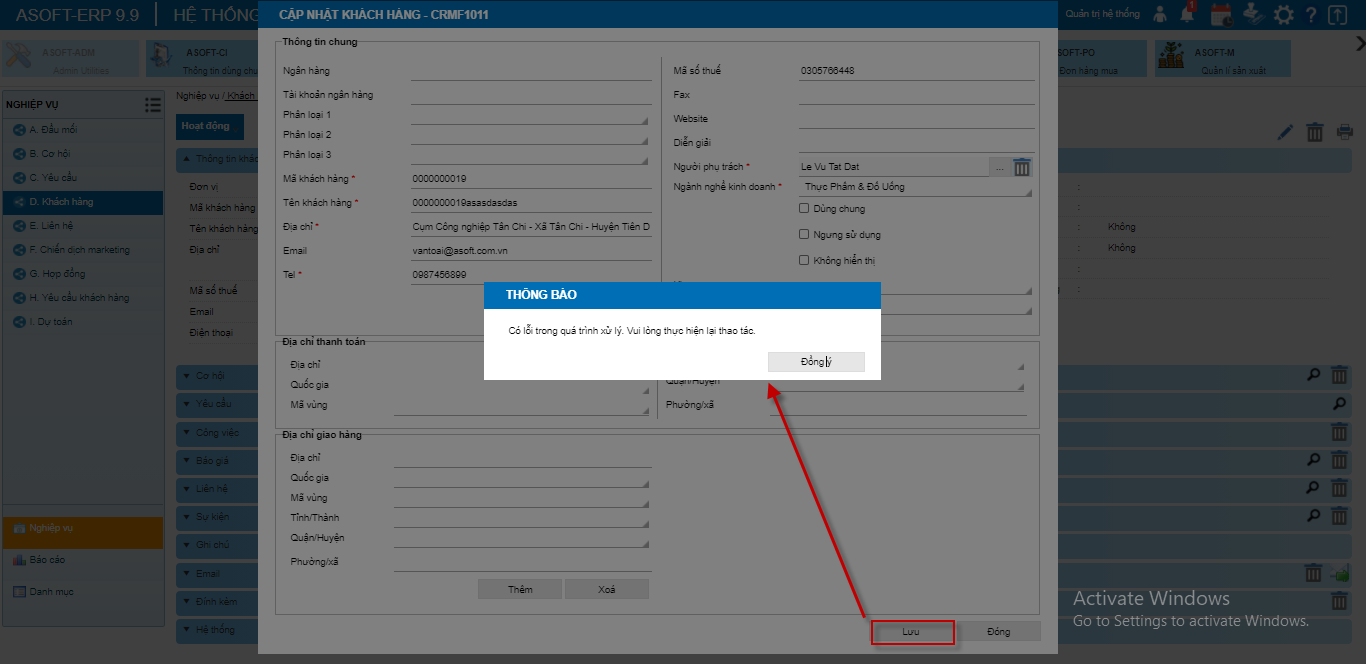 ASOFT-ERP 9.9
HỆ THỐNG
CẬP NHẬT KHÁCH HÀNG - CRMF1011
Quản trị hệ thống
1
ASOFT-ADM
Admin Utilities
ASOFT-CI
Thông tin dùng chu
SOFT-PO
Đơn hàng mua
ASOFT-M
Quản lí sản xuất
NGHIỆP VỤ
A. Đầu mối
B. Cơ hội
C. Yêu cầu
D. Khách hàng
E. Liên hệ
F. Chiến dịch marketing
G. Hợp đồng
H. Yêu cầu khách hàng
I. Dự toán
Nghiệp vụ
Báo cáo
Danh mục
Nghiệp vụ / Khách
Hoạt động
Thông tin khác
Đơn vị
Mã khách hàng
Tên khách hàng
Địa chỉ
Mã số thuế
Email
Điện thoại
Cơ hội
Yêu cầu
Công việc
Báo giá
Liên hệ
Sự kiện
Ghi chú
Email
Đính kèm
Hệ thống
Thông tin chung
Ngân hàng
Tài khoản ngân hàng
Phân loại 1
Phân loại 2
Phân loại 3
Mã khách hàng * 0000000019
Tên khách hàng * 0000000019asasdasdas
Địa chỉ * Cụm Công nghiệp Tân Chi - Xã Tân Chi - Huyện Tiên D
Email vantoai@asoft.com.vn
Tel * 0987456899
Mã số thuế 0305766448
Fax
Website
Diễn giải
Người phụ trách * Le Vu Tat Dat ...
Ngành nghề kinh doanh * Thực Phẩm & Đồ Uống
Dùng chung
Ngưng sử dụng
Không hiển thị
:
:
: Không
: Không
:
:
THÔNG BÁO
Có lỗi trong quá trình xử lý. Vui lòng thực hiện lại thao tác.
Đồng ý
Địa chỉ thanh toán
Địa chỉ
Quốc gia
Mã vùng
Quận/Huyện
Phường/xã
Địa chỉ giao hàng
Địa chỉ
Quốc gia
Mã vùng
Tỉnh/Thành
Quận/Huyện
Phường/xã
Thêm
Xoá
Lưu
Đóng
Activate Windows
Go to Settings to activate Windows.